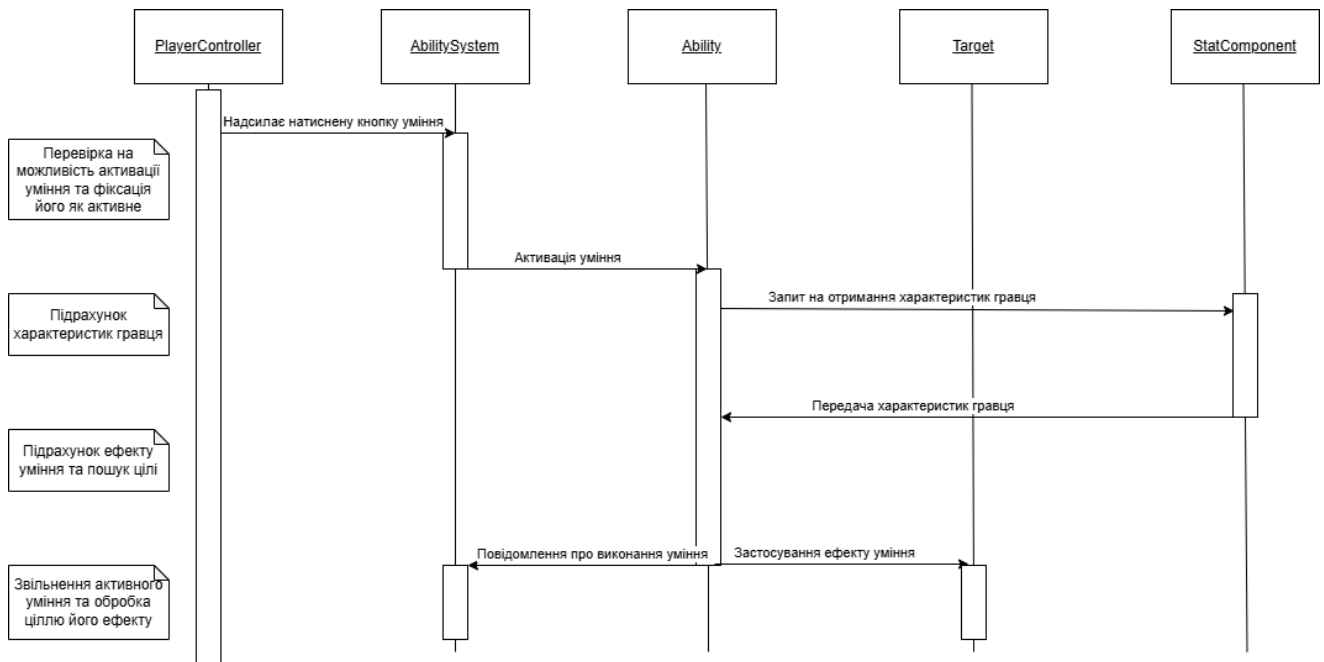 PlayerController
AbilitySystem
Ability
Target
StatComponent
Надсилає натиснену кнопку уміння
Перевірка на
можливість активації
уміння та фіксація
його як активне
Активація уміння
Запит на отримання характеристик гравця
Підрахунок
характеристик гравця
Передача характеристик гравця
Підрахунок ефекту
уміння та пошук цілі
Повідомлення про виконання уміння
Застосування ефекту уміння
Звільнення активного
уміння та обробка
ціллю його ефекту